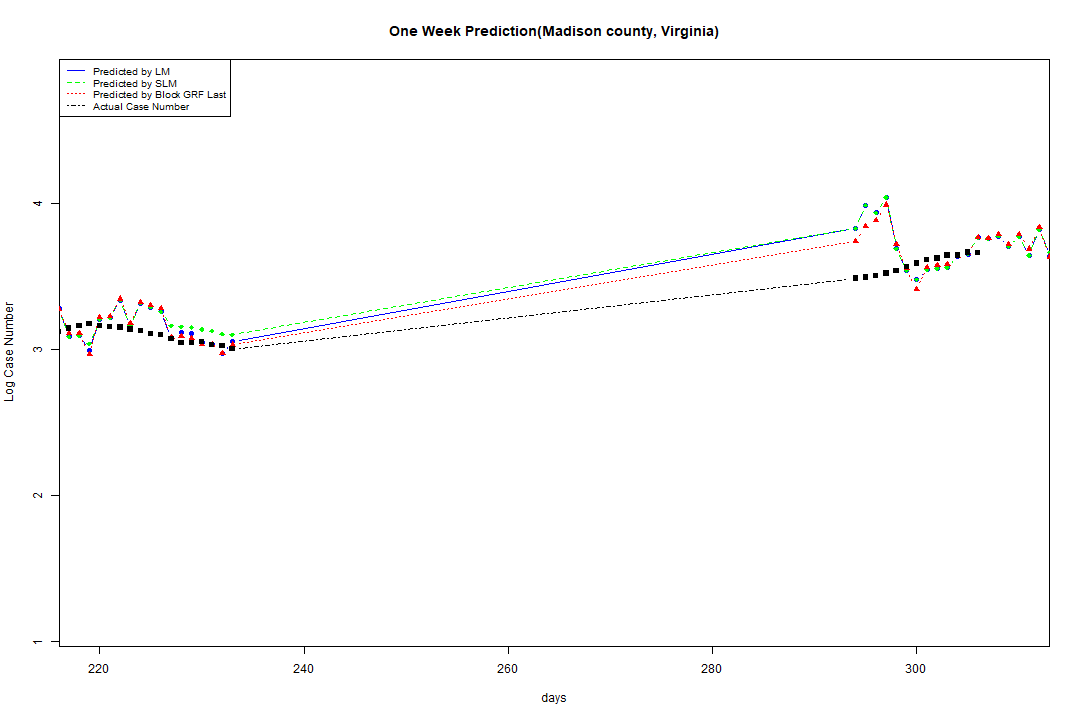 One Week Prediction(Madison county, Virginia)
Predicted by LM
Predicted by SLM
Predicted by Block GRF Last
Actual Case Number
Log Case Number
4
3
2
1
220
240
260
280
300
days